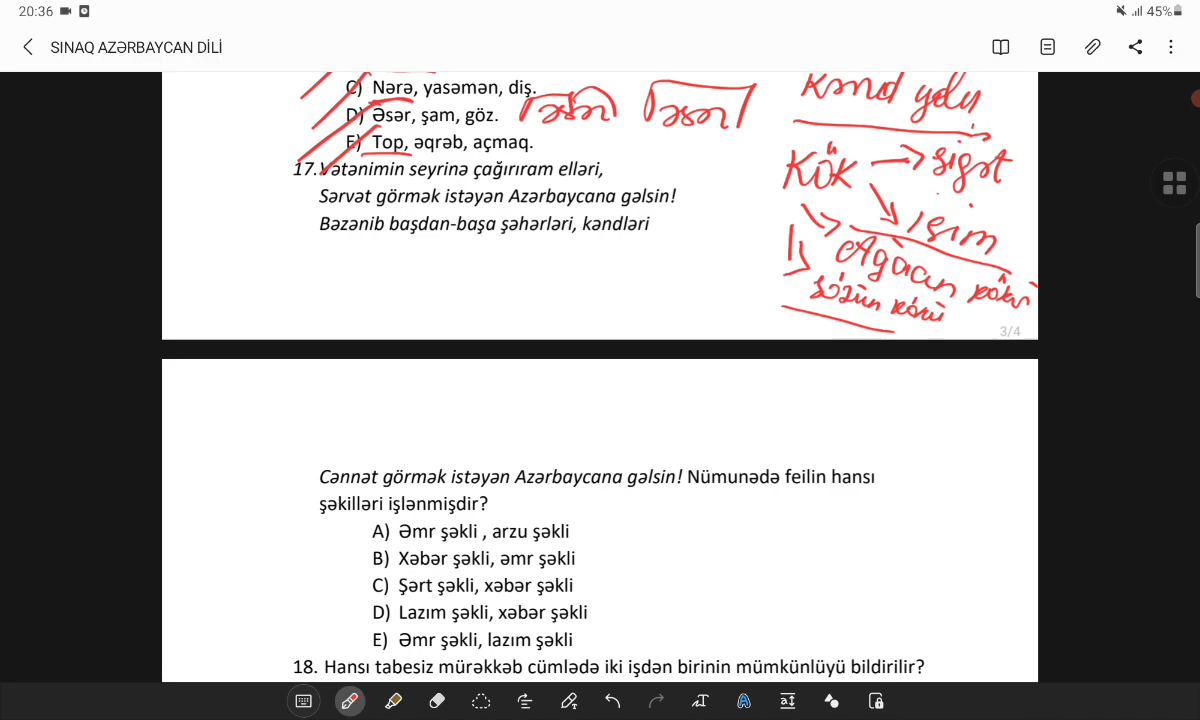 20:36 45%
SINAQ AZƏRBAYCAN DİLİ
C) Nərə, yasəmən, diş.
D) Əsər, şam, göz.
E) Top, əqrəb, açmaq.
əsər əsər
Kənd yolu
KÖK → sifət
isim
Ağacın kökü
Sözün kökü
17. Vətənimin seyrinə çağırıram elləri,
Sərvət görmək istəyən Azərbaycana gəlsin!
Bəzənib başdan-başa şəhərləri, kəndləri
3/4
Cənnət görmək istəyən Azərbaycana gəlsin! Nümunədə feilin hansı
şəkilləri işlənmişdir?
A) Əmr şəkli , arzu şəkli
B) Xəbər şəkli, əmr şəkli
C) Şərt şəkli, xəbər şəkli
D) Lazım şəkli, xəbər şəkli
E) Əmr şəkli, lazım şəkli
18. Hansı tabesiz mürəkkəb cümlədə iki işdən birinin mümkünlüyü bildirilir?